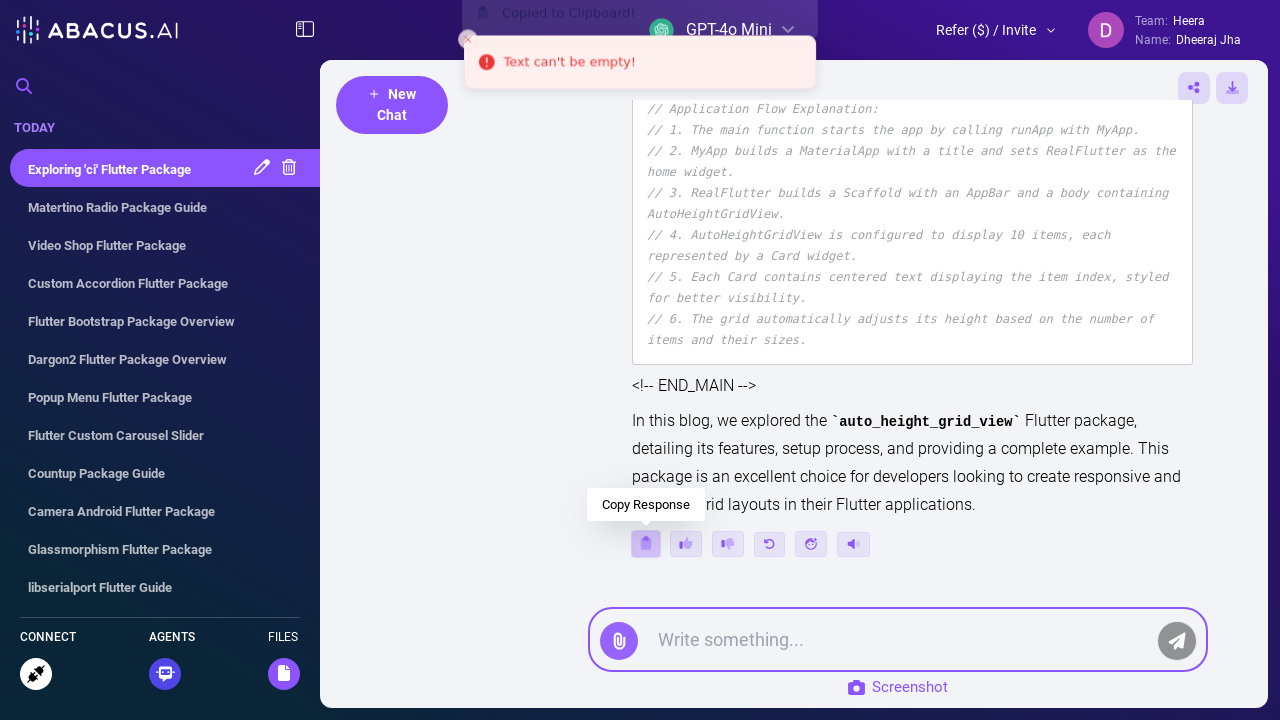 ABACUS.AI
Copied to Clipboard!
GPT-4o Mini
Text can't be empty!
Refer ($) / Invite
D
Team: Heera
Name: Dheeraj Jha
+ New
Chat
TODAY
Exploring 'ci' Flutter Package
Matertino Radio Package Guide
Video Shop Flutter Package
Custom Accordion Flutter Package
Flutter Bootstrap Package Overview
Dargon2 Flutter Package Overview
Popup Menu Flutter Package
Flutter Custom Carousel Slider
Countup Package Guide
Camera Android Flutter Package
Glassmorphism Flutter Package
libserialport Flutter Guide
CONNECT
AGENTS
FILES
// Application Flow Explanation:
// 1. The main function starts the app by calling runApp with MyApp.
// 2. MyApp builds a MaterialApp with a title and sets RealFlutter as the
home widget.
// 3. RealFlutter builds a Scaffold with an AppBar and a body containing
AutoHeightGridView.
// 4. AutoHeightGridView is configured to display 10 items, each
represented by a Card widget.
// 5. Each Card contains centered text displaying the item index, styled
for better visibility.
// 6. The grid automatically adjusts its height based on the number of
items and their sizes.
<!-- END_MAIN -->
In this blog, we explored the `auto_height_grid_view` Flutter package,
detailing its features, setup process, and providing a complete example. This
package is an excellent choice for developers looking to create responsive and
rid layouts in their Flutter applications.
Copy Response
Write something...
Screenshot